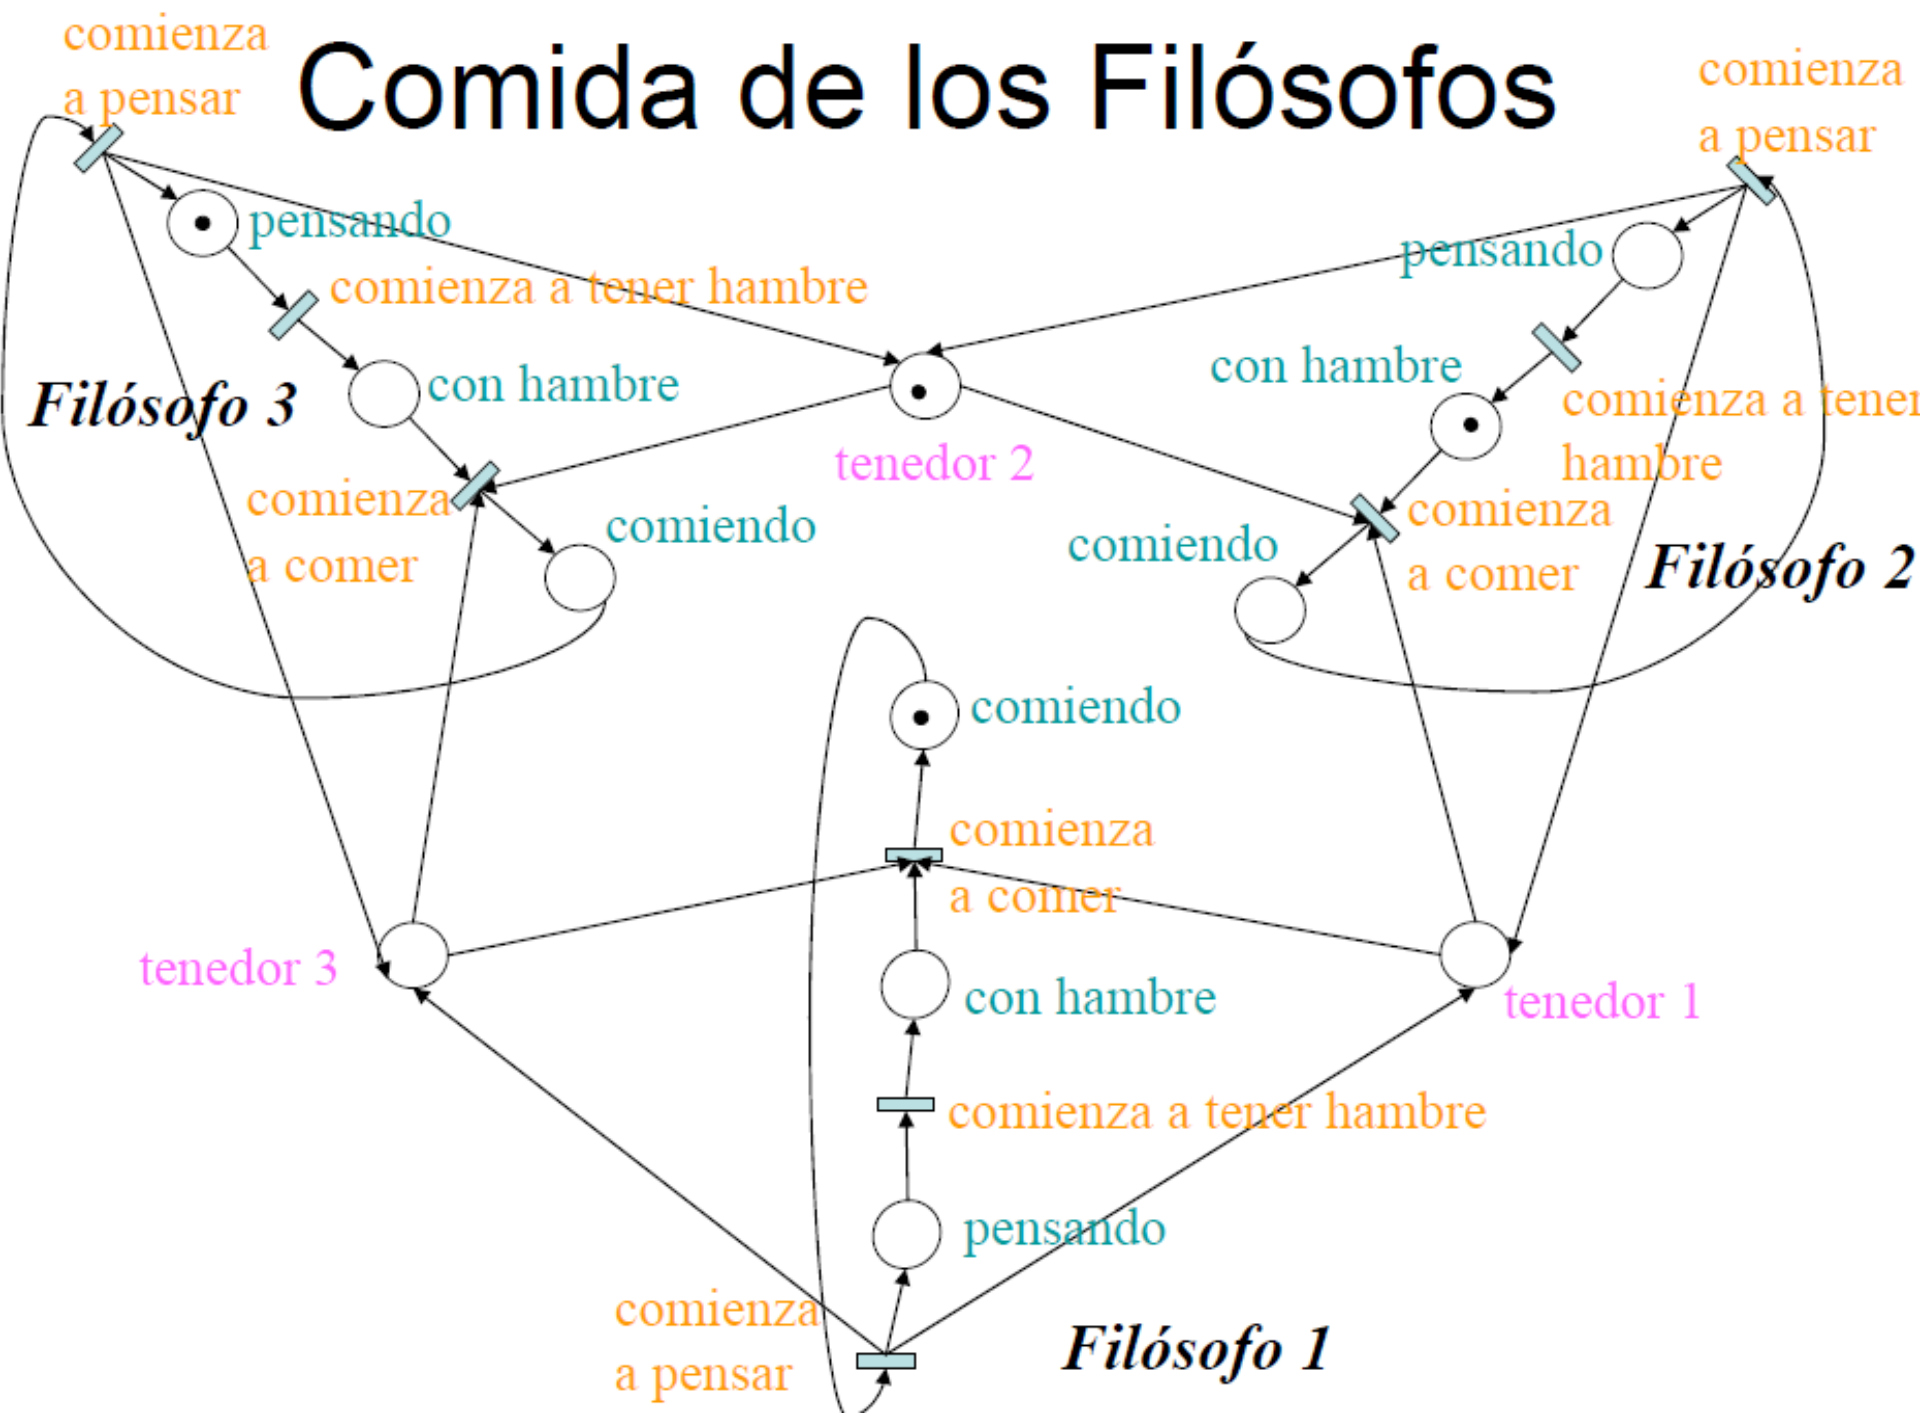 comienza
a pensar
Comida de los Filósofos
comienza
a pensar
pensando
pensando
comienza a tener hambre
con hambre
con hambre
comienza a tener
hambre
Filósofo 3
tenedor 2
comienza
a comer
comiendo
comienza
a comer
comiendo
Filósofo 2
comiendo
comienza
a comer
tenedor 3
con hambre
tenedor 1
comienza a tener hambre
pensando
comienza
a pensar
Filósofo 1